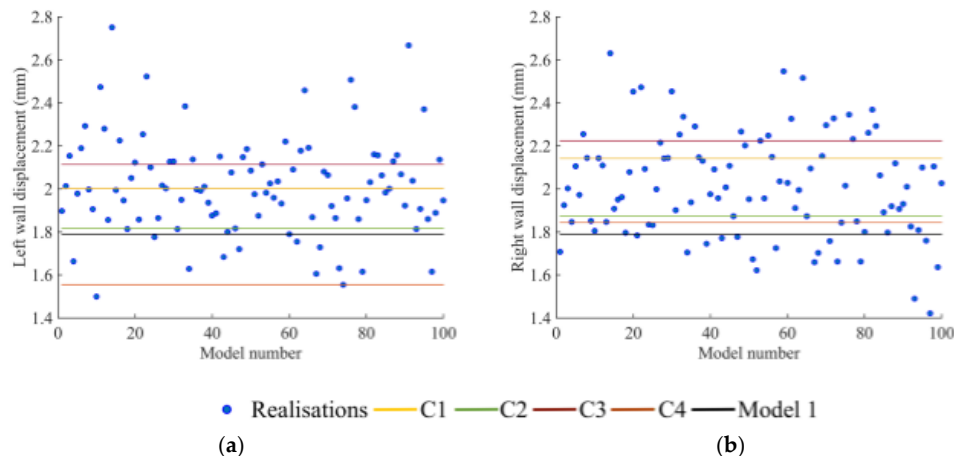 2.8
2.6
2.4
2.2
2
1.8
1.6
1.4
Left wall displacement (mm)
0 20 40 60 80 100
Model number
2.8
2.6
2.4
2.2
2
1.8
1.6
1.4
Right wall displacement (mm)
0 20 40 60 80 100
Model number
Realisations C1 C2 C3 C4 Model 1
(a) (b)